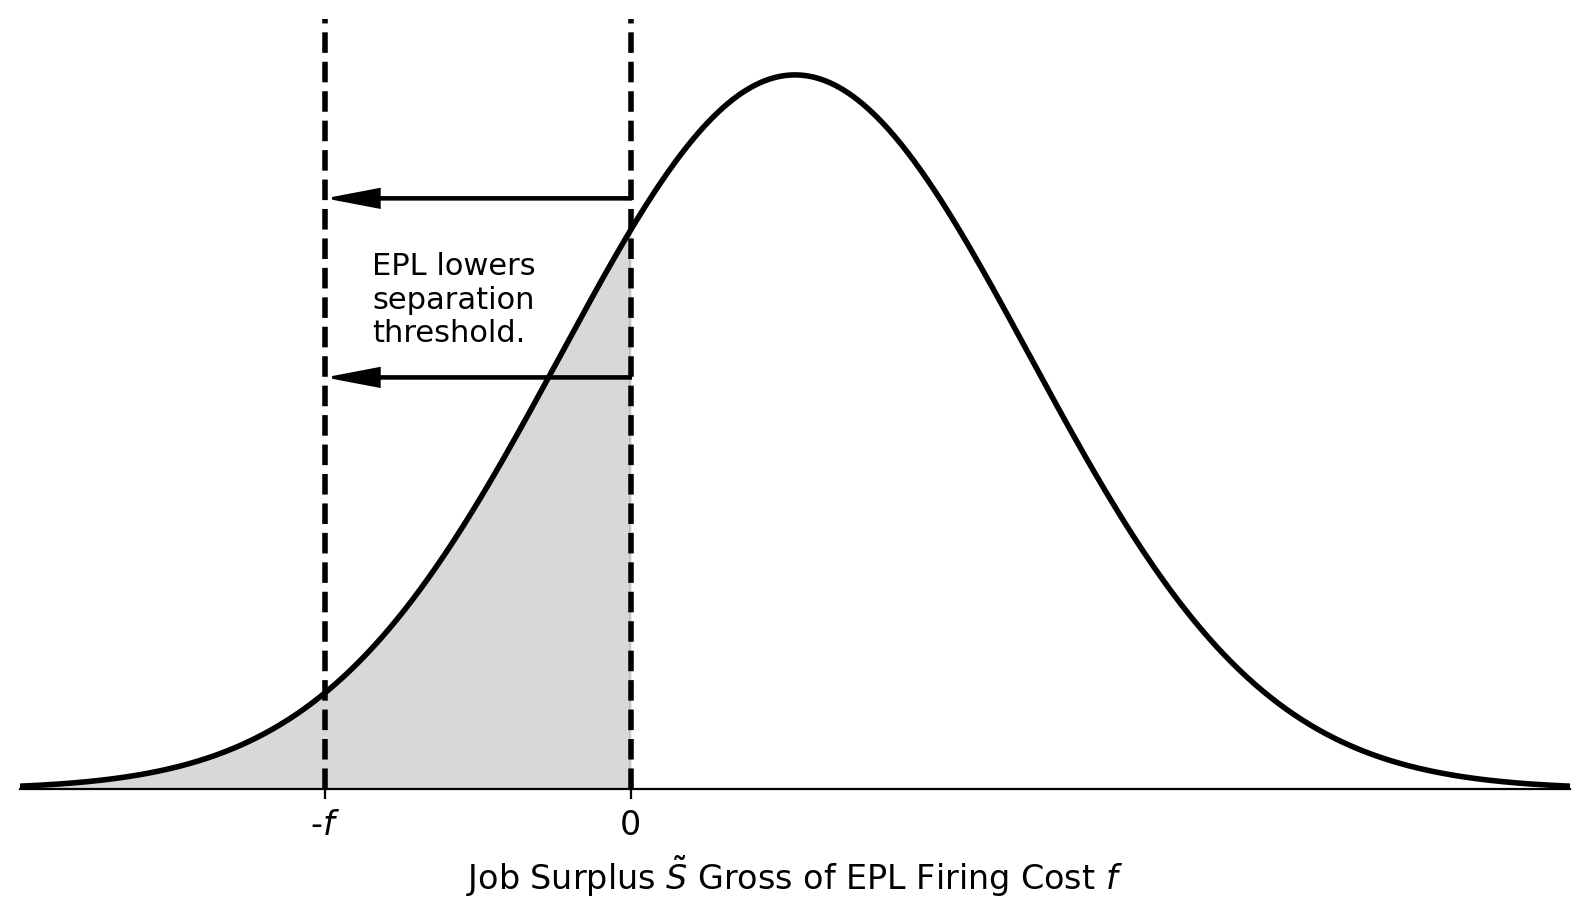 EPL lowers
separation
threshold.
-f
0
Job Surplus S̃ Gross of EPL Firing Cost f